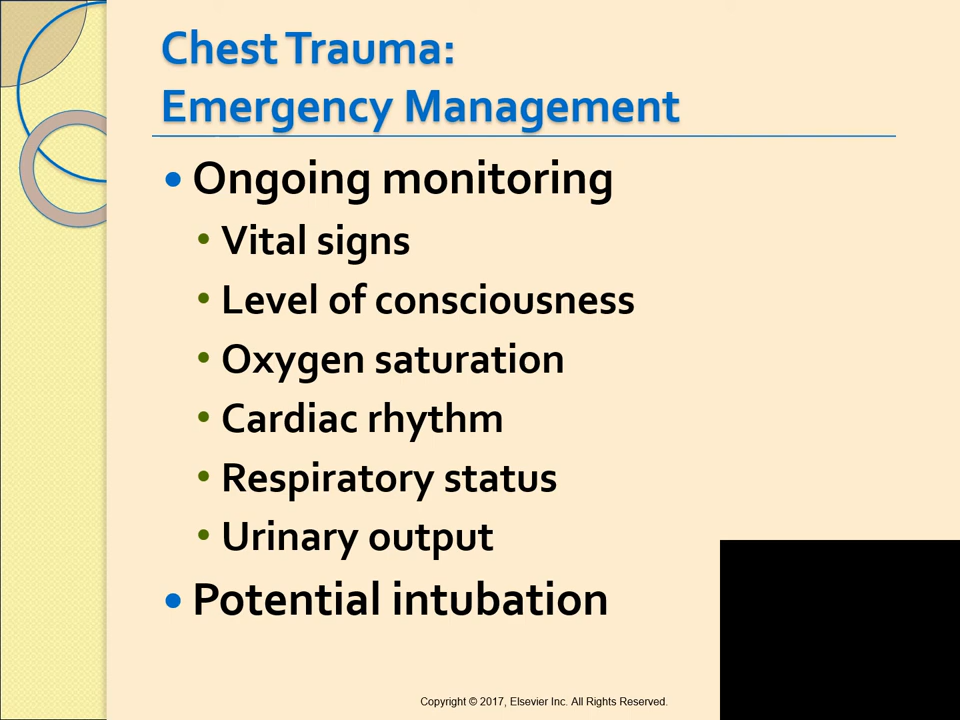 Chest Trauma:
Emergency Management
• Ongoing monitoring
• Vital signs
• Level of consciousness
• Oxygen saturation
• Cardiac rhythm
• Respiratory status
• Urinary output
• Potential intubation
Copyright © 2017, Elsevier Inc. All Rights Reserved.